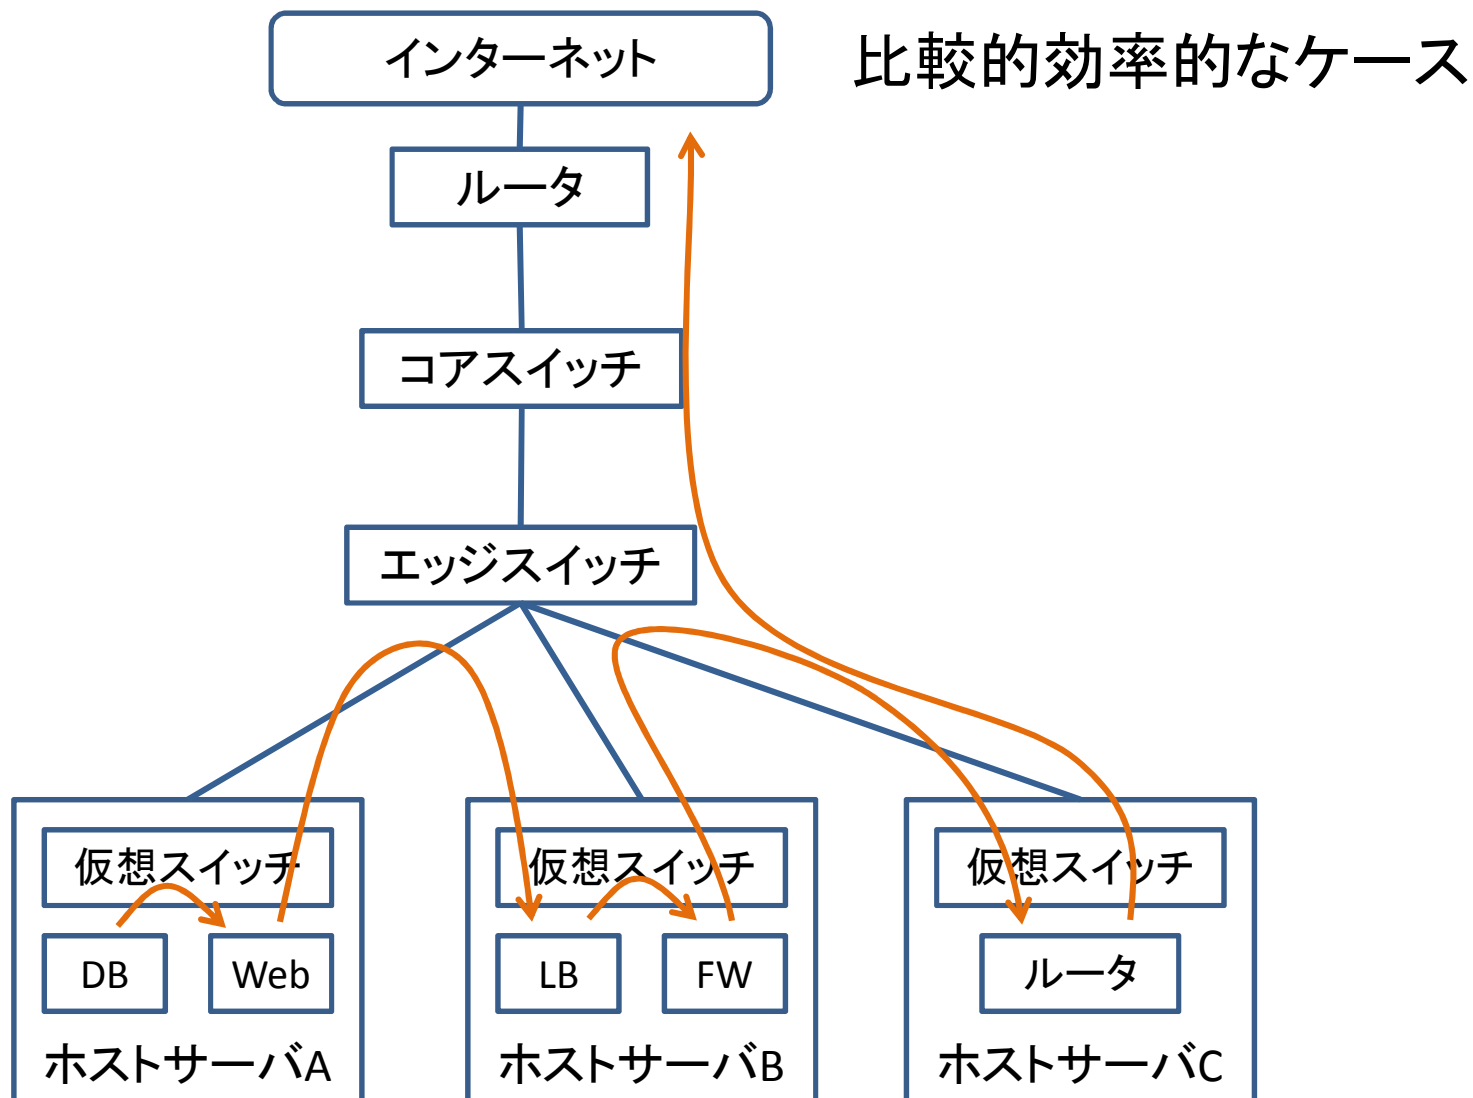 インターネット
比較的効率的なケース
ルータ
コアスイッチ
エッジスイッチ
仮想スイッチ
仮想スイッチ
仮想スイッチ
DB
Web
LB
FW
ルータ
ホストサーバA
ホストサーバB
ホストサーバC